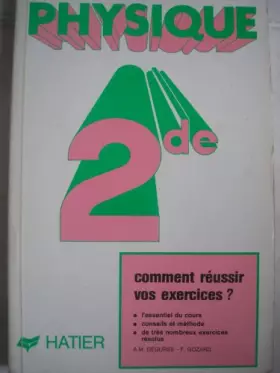 PHYSIQUE
2de
comment réussir
vos exercices ?
l'essentiel du cours
conseils et méthode
de très nombreux exercices
résolus
HATIER